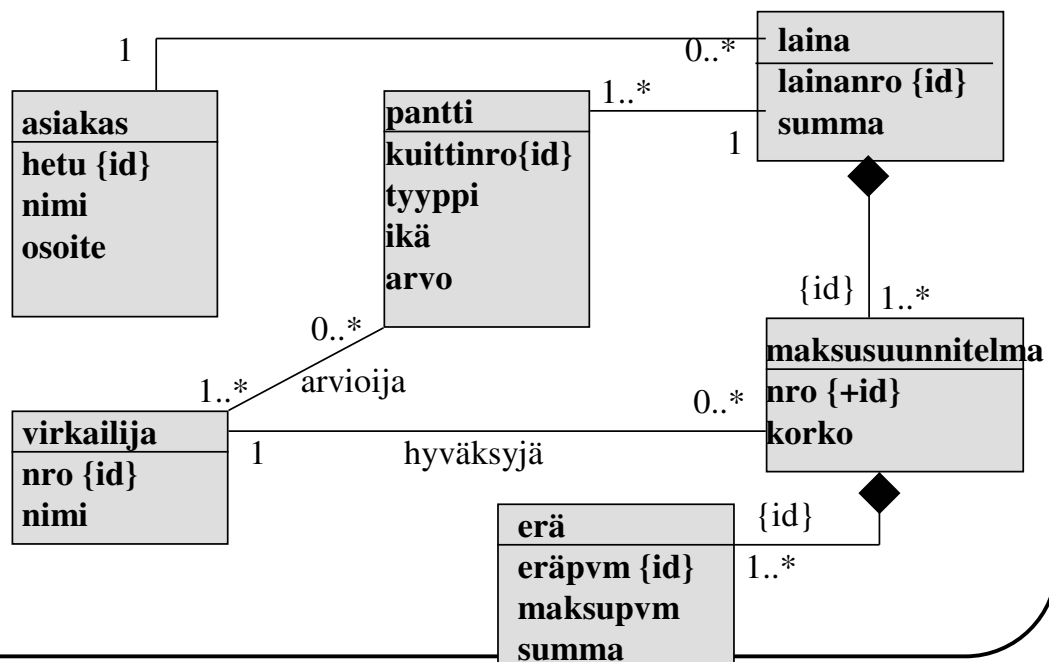 1
0..*
laina
lainanro {id}
summa
asiakas
hetu {id}
nimi
osoite
pantti
kuittinro{id}
tyyppi
ikä
arvo
1..*
1
{id}
1..*
0..*
arvioija
1..*
maksusuunnitelma
nro {+id}
korko
0..*
virkailija
nro {id}
nimi
1
hyväksyjä
erä
eräpvm {id}
maksupvm
summa
{id}
1..*